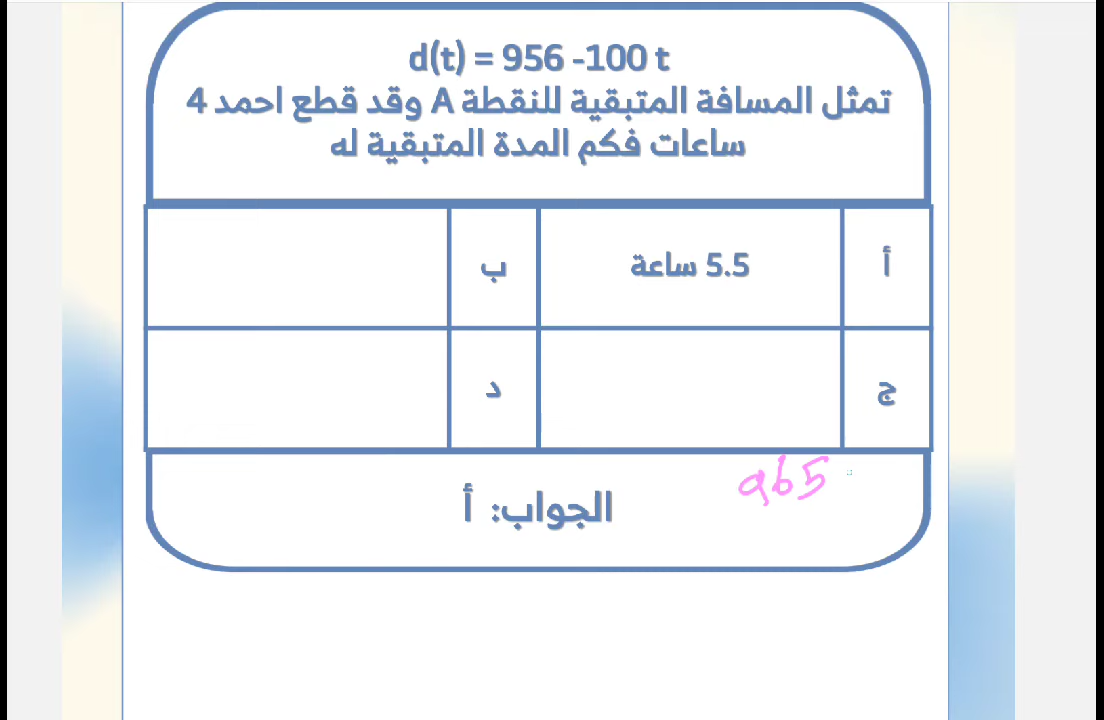 d(t) = 956 -100 t
تمثل المسافة المتبقية للنقطة A وقد قطع احمد 4
ساعات فكم المدة المتبقية له
أ
5.5 ساعة
ب
ج
د
965
الجواب: أ